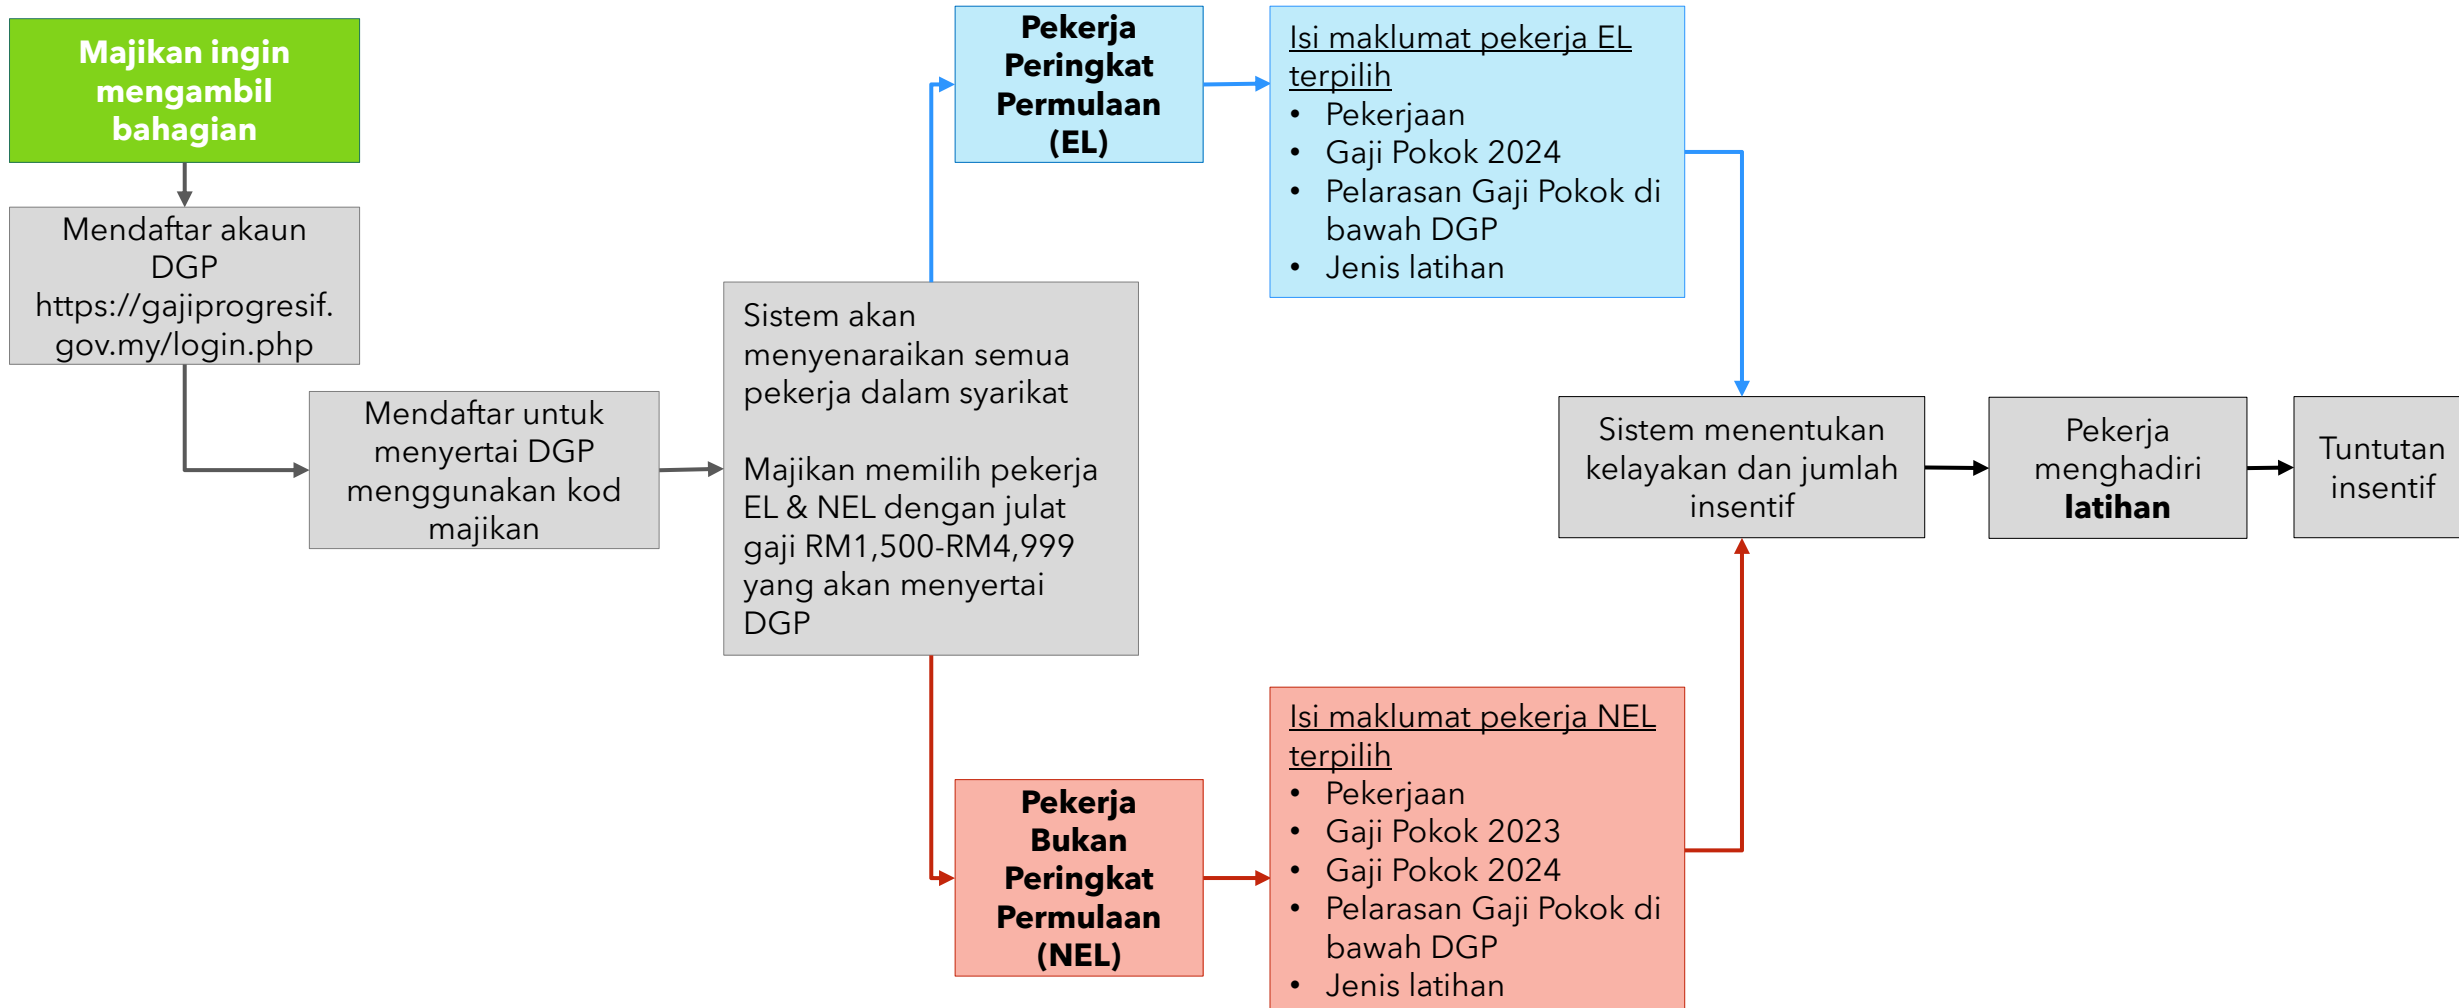 Majikan ingin
mengambil
bahagian
Mendaftar akaun
DGP
https://gajiprogresif.
gov.my/login.php
Mendaftar untuk
menyertai DGP
menggunakan kod
majikan
Sistem akan
menyenaraikan semua
pekerja dalam syarikat
Majikan memilih pekerja
EL & NEL dengan julat
gaji RM1,500-RM4,999
yang akan menyertai
DGP
Pekerja
Peringkat
Permulaan
(EL)
Isi maklumat pekerja EL
terpilih
• Pekerjaan
• Gaji Pokok 2024
• Pelarasan Gaji Pokok di
bawah DGP
• Jenis latihan
Pekerja
Bukan
Peringkat
Permulaan
(NEL)
Isi maklumat pekerja NEL
terpilih
• Pekerjaan
• Gaji Pokok 2023
• Gaji Pokok 2024
• Pelarasan Gaji Pokok di
bawah DGP
• Jenis latihan
Sistem menentukan
kelayakan dan jumlah
insentif
Pekerja
menghadiri
latihan
Tuntutan
insentif